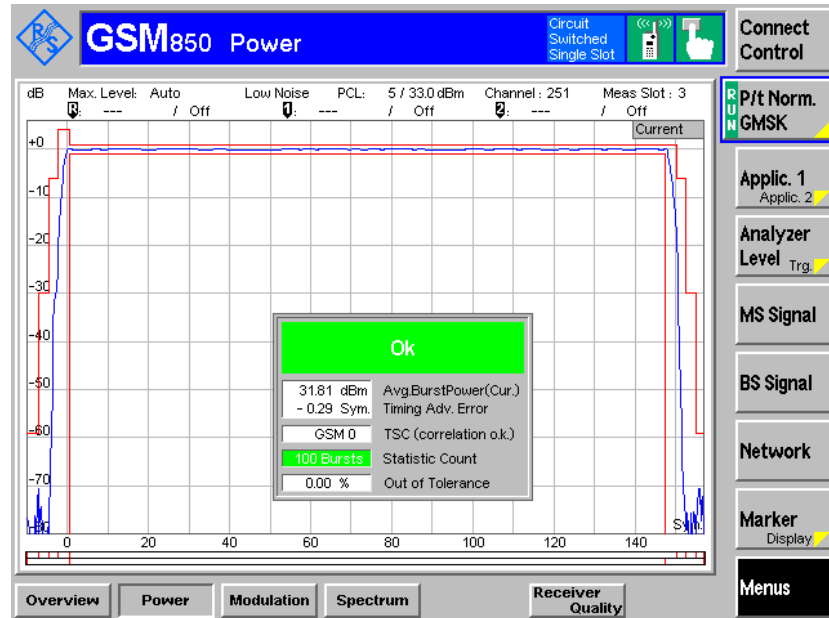 R S
GSM850 Power
Circuit
Switched
Single Slot
Connect
Control
dB Max. Level: Auto Low Noise PCL: 5 / 33.0 dBm Channel : 251 Meas Slot : 3
R: --- / Off 1: --- / Off 2: --- / Off
Current
RUN
P/t Norm.
GMSK
+0
-10
-20
-30
-40
-50
-60
-70
-80
Ok
31.81 dBm Avg.BurstPower(Cur.)
- 0.29 Sym. Timing Adv. Error
GSM 0 TSC (correlation o.k.)
100 Bursts Statistic Count
0.00 % Out of Tolerance
0 20 40 60 80 100 120 140
Applic. 1
Applic. 2
Analyzer
Level Trg.
MS Signal
BS Signal
Network
Marker
Display
Menus
Overview Power Modulation Spectrum Receiver
Quality